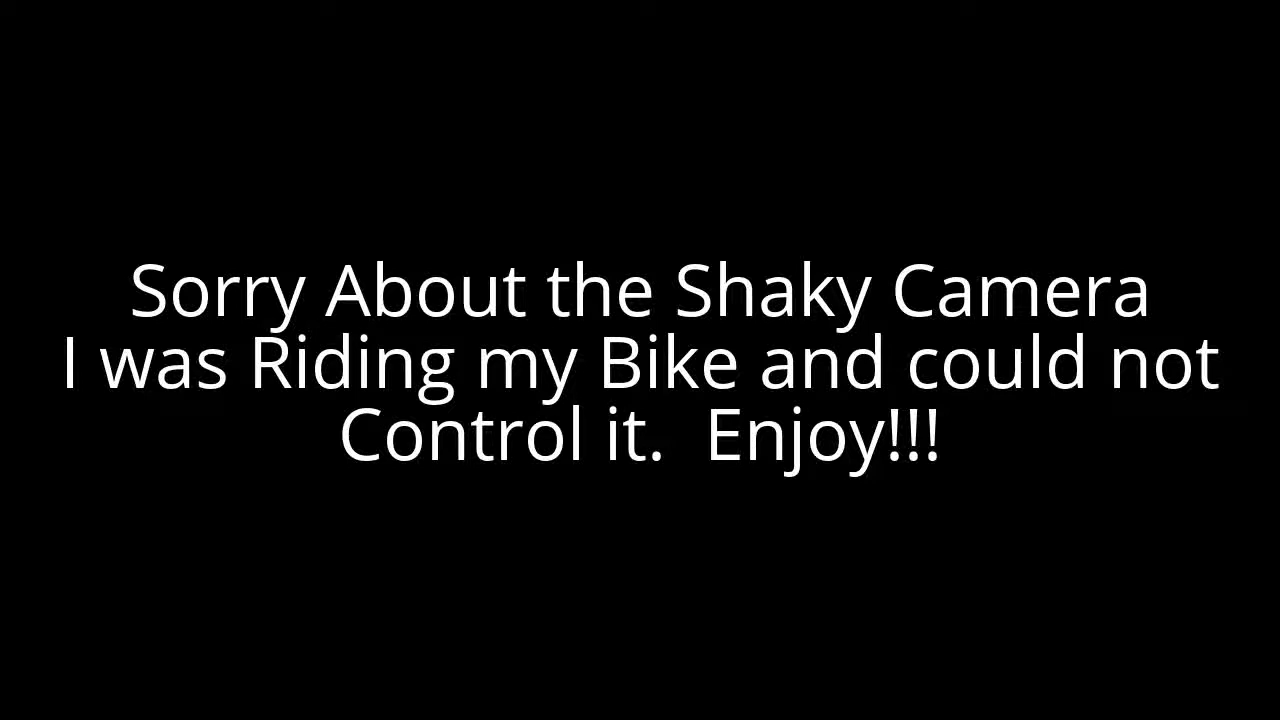 Sorry About the Shaky Camera
I was Riding my Bike and could not
Control it.  Enjoy!!!